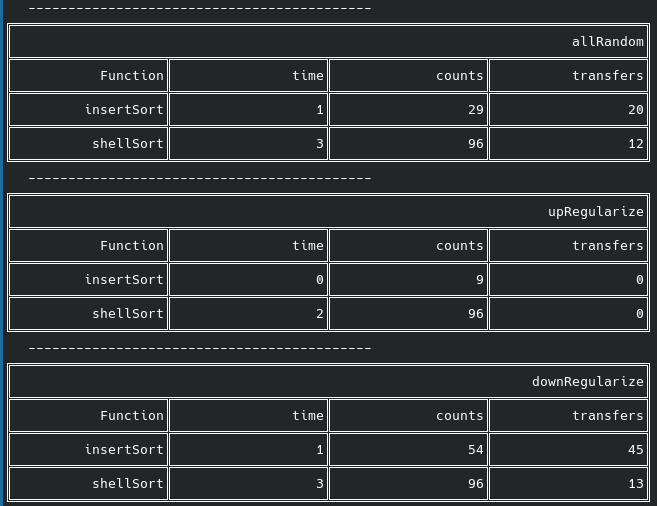 -------------------------------------------
allRandom
Function time counts transfers
insertSort 1 29 20
shellSort 3 96 12
-------------------------------------------
upRegularize
Function time counts transfers
insertSort 0 9 0
shellSort 2 96 0
-------------------------------------------
downRegularize
Function time counts transfers
insertSort 1 54 45
shellSort 3 96 13